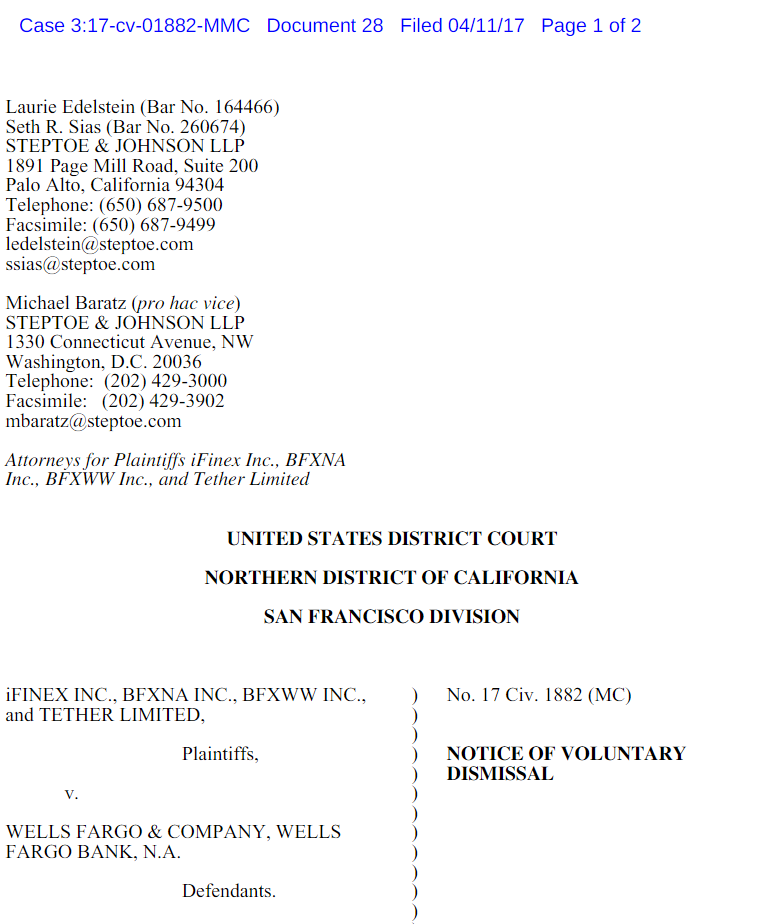 Case 3:17-cv-01882-MMC Document 28 Filed 04/11/17 Page 1 of 2
Laurie Edelstein (Bar No. 164466)
Seth R. Sias (Bar No. 260674)
STEPTOE & JOHNSON LLP
1891 Page Mill Road, Suite 200
Palo Alto, California 94304
Telephone: (650) 687-9500
Facsimile: (650) 687-9499
ledelstein@steptoe.com
ssias@steptoe.com
Michael Baratz (pro hac vice)
STEPTOE & JOHNSON LLP
1330 Connecticut Avenue, NW
Washington, D.C. 20036
Telephone: (202) 429-3000
Facsimile: (202) 429-3902
mbaratz@steptoe.com
Attorneys for Plaintiffs iFinex Inc., BFXNA
Inc., BFXWW Inc., and Tether Limited
UNITED STATES DISTRICT COURT
NORTHERN DISTRICT OF CALIFORNIA
SAN FRANCISCO DIVISION
iFINEX INC., BFXNA INC., BFXWW INC., ) No. 17 Civ. 1882 (MC)
and TETHER LIMITED, )
)
Plaintiffs, ) NOTICE OF VOLUNTARY
) DISMISSAL
v. )
)
WELLS FARGO & COMPANY, WELLS )
FARGO BANK, N.A. )
)
Defendants. )
)